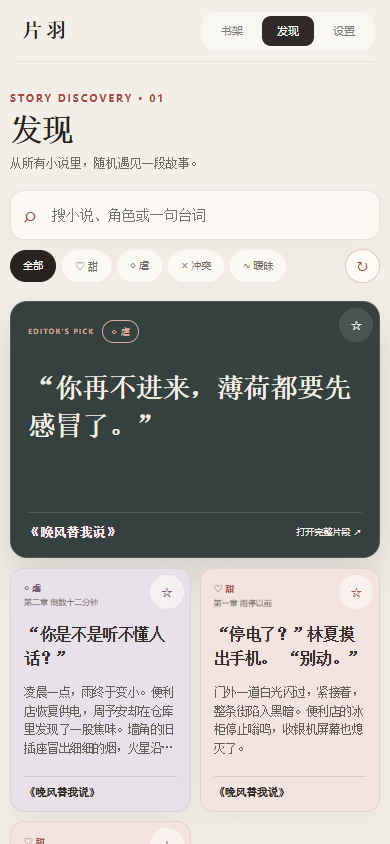 片羽
书架 发现 设置
STORY DISCOVERY • 01
发现
从所有小说里，随机遇见一段故事。
搜小说、角色或一句台词
全部 ♡ 甜 ⋄ 虐 × 冲突 ∿ 暧昧
EDITOR'S PICK ⋄ 虐
“你再不进来，薄荷都要先
感冒了。”
《晚风替我说》 打开完整片段 ↗
⋄ 虐
第二章 倒数十二分钟
“你是不是听不懂人
话？”
凌晨一点，雨终于变小。便利
店恢复供电，周予安却在仓库
里发现了一股焦味。墙角的旧
插座冒出细细的烟，火星沿…
《晚风替我说》
♡ 甜
第一章 雨停以前
“停电了？”林夏摸
出手机。 “别动。”
门外一道白光闪过，紧接着，
整条街陷入黑暗。便利店的冰
柜停止嗡鸣，收银机屏幕也熄
灭了。
《晚风替我说》
♡ 甜